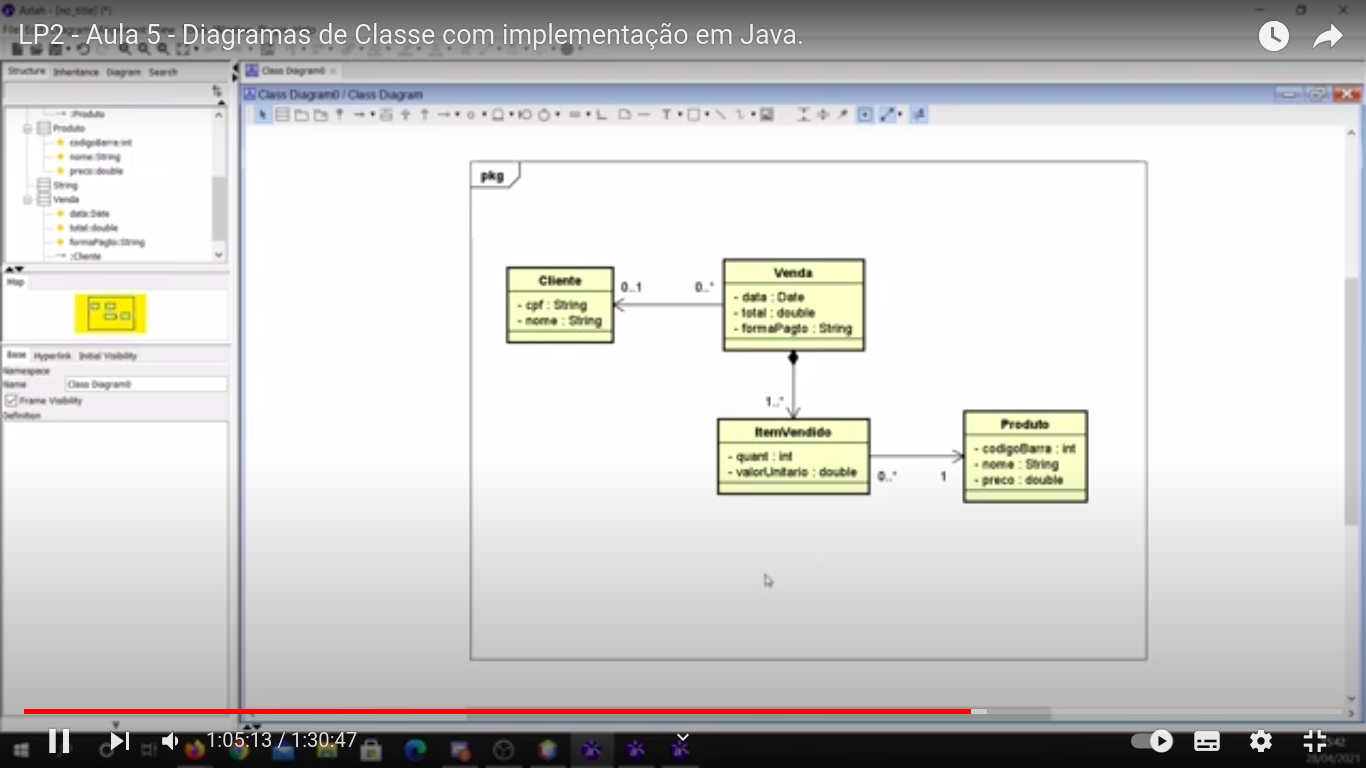 Astah - [no_title] (*)
LP2 - Aula 5 - Diagramas de Classe com implementação em Java.
Structure Inheritance Diagram Search
Class Diagram0
Class Diagram0 / Class Diagram
:Produto
Produto
codigoBarra:int
nome:String
preco:double
String
Venda
data:Date
total:double
formaPagto:String
:Cliente
Map
Base Hyperlink Initial Visibility
Namespace
Name Class Diagram0
Frame Visibility
Definition
pkg
Cliente
- cpf : String
- nome : String
0..1
0..*
Venda
- data : Date
- total : double
- formaPagto : String
1..*
ItemVendido
- quant : int
- valorUnitario : double
0..*
1
Produto
- codigoBarra : int
- nome : String
- preco : double
1:05:13 / 1:30:47
28/04/2021